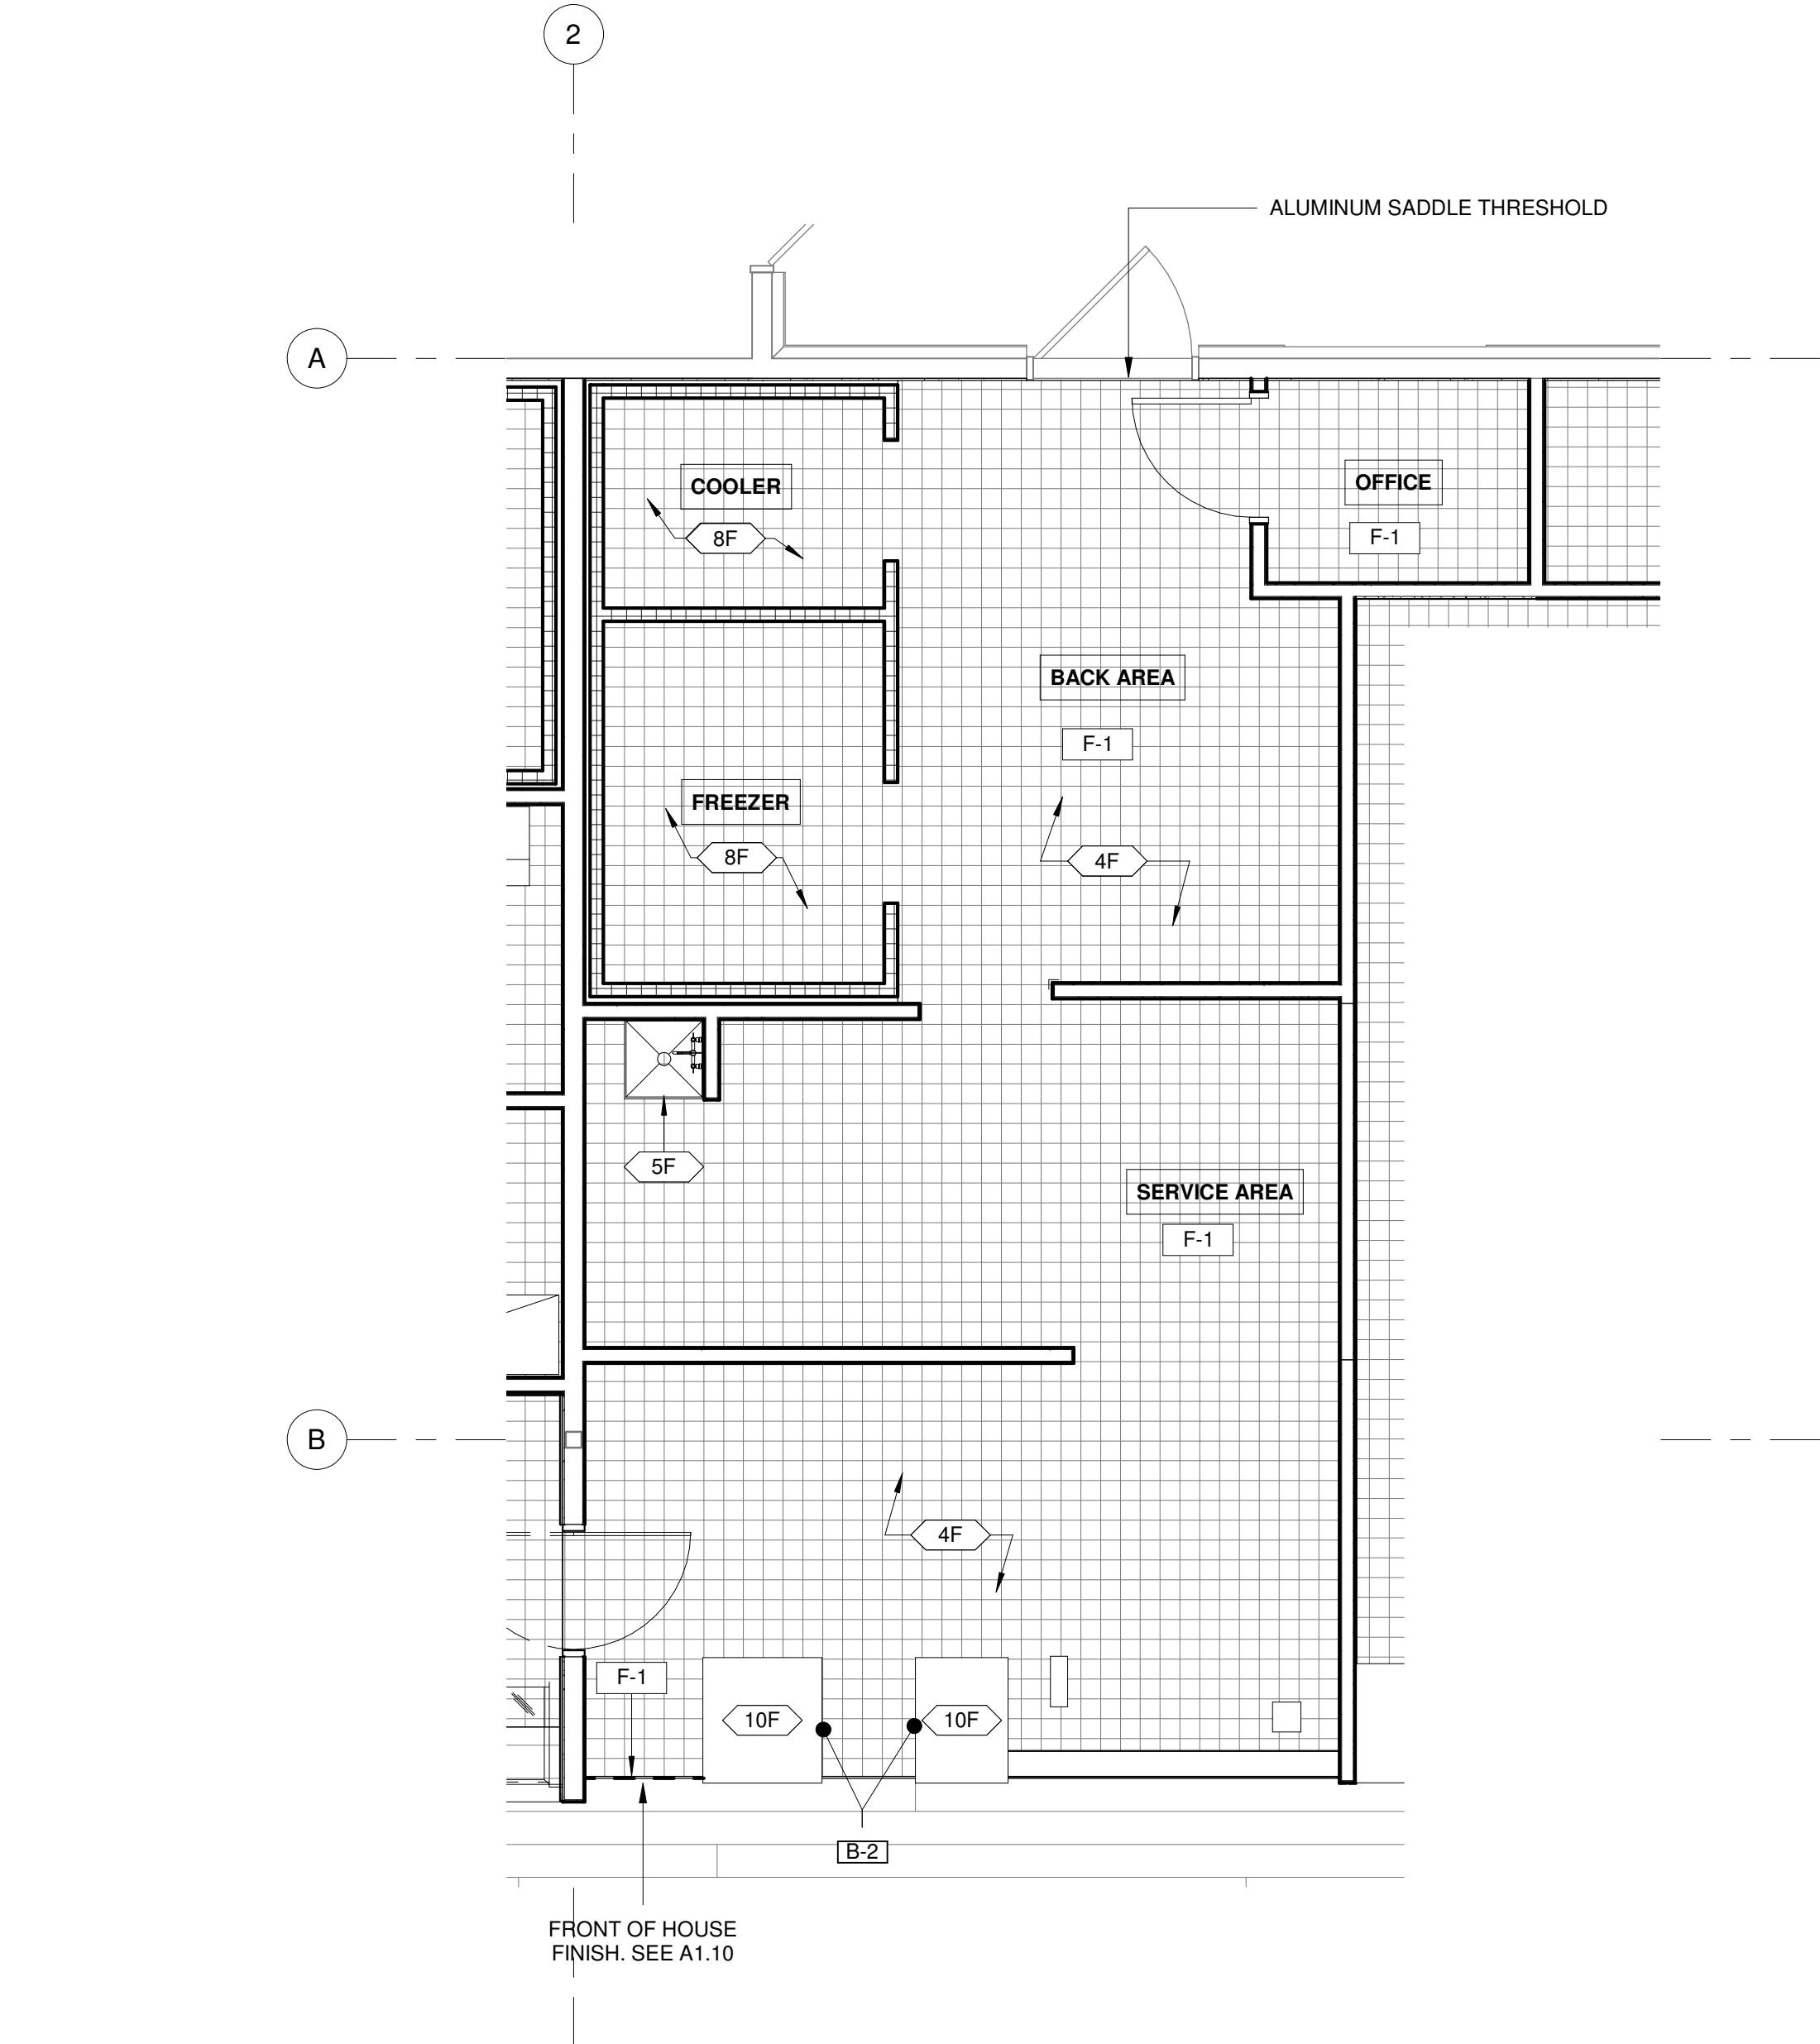 2
ALUMINUM SADDLE THRESHOLD
A
COOLER
8F
OFFICE
F-1
BACK AREA
F-1
FREEZER
8F
4F
5F
SERVICE AREA
F-1
B
4F
F-1
10F
10F
B-2
FRONT OF HOUSE
FINISH. SEE A1.10